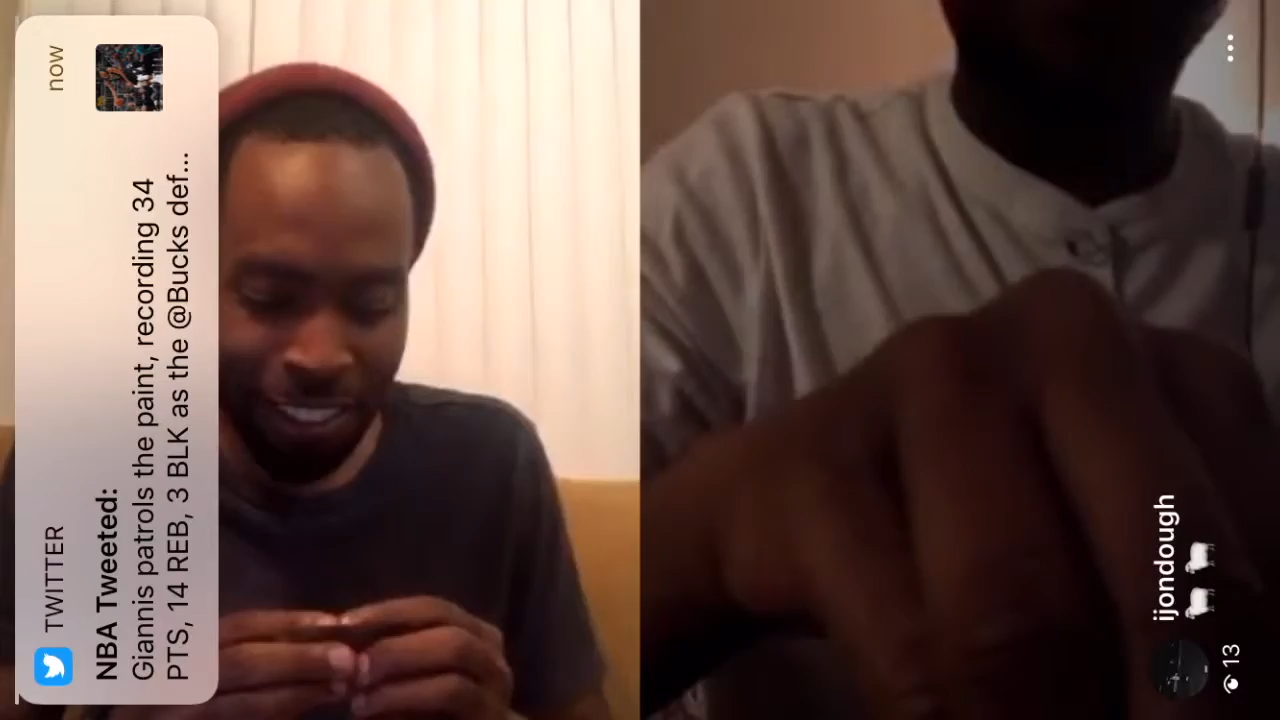 TWITTER
now
NBA Tweeted:
Giannis patrols the paint, recording 34
PTS, 14 REB, 3 BLK as the @Bucks def...
ijondough
13